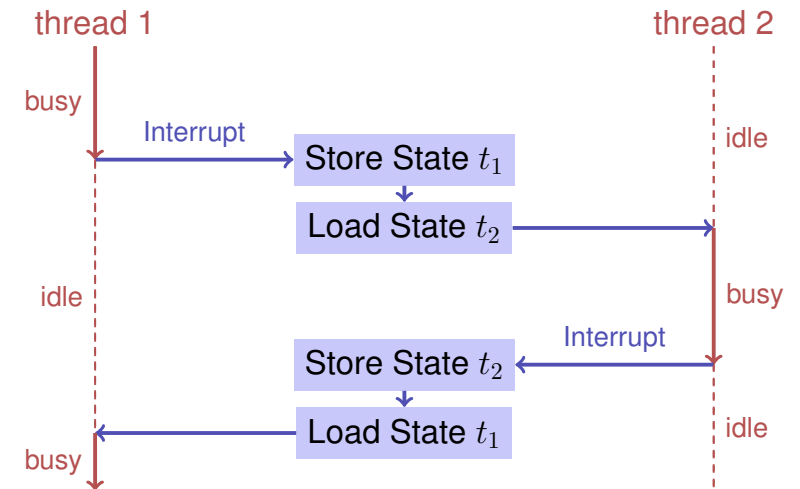 thread 1
thread 2
busy
Interrupt
idle
Store State t₁
Load State t₂
idle
busy
Interrupt
Store State t₂
Load State t₁
idle
busy